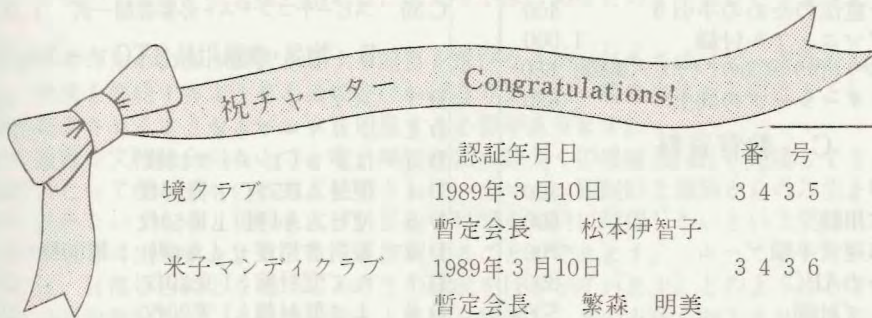 祝チャーター Congratulations!
認証年月日 番 号
境クラブ 1989年3月10日 3435
暫定会長 松本伊智子
米子マンディクラブ 1989年3月10日 3436
暫定会長 繁森 明美